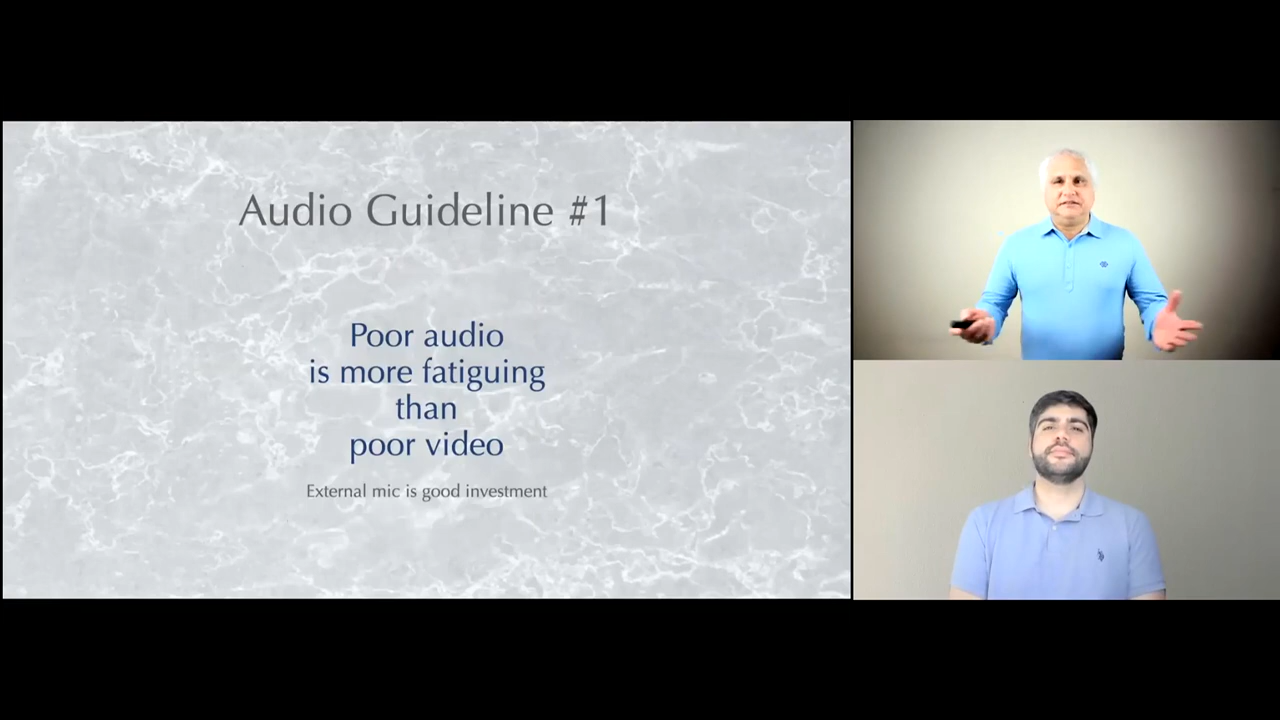 Audio Guideline #1
Poor audio
is more fatiguing
than
poor video
External mic is good investment